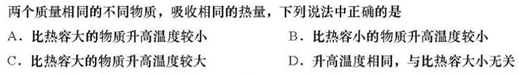 两个质量相同的不同物质，吸收相同的热量，下列说法中正确的是
A．比热容大的物质升高温度较小 B．比热容小的物质升高温度较小
C．比热容大的物质升高温度较大 D．升高温度相同，与比热容大小无关